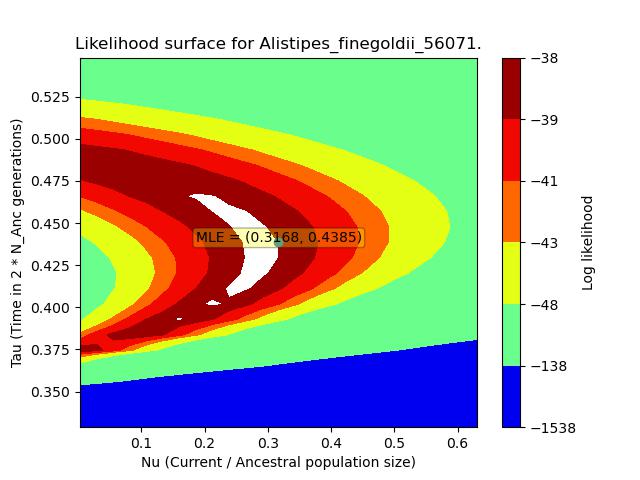 Likelihood surface for Alistipes_finegoldii_56071.
Tau (Time in 2 * N_Anc generations)
0.525
0.500
0.475
0.450
0.425
0.400
0.375
0.350
MLE = (0.3168, 0.4385)
0.1 0.2 0.3 0.4 0.5 0.6
Nu (Current / Ancestral population size)
−38
−39
−41
−43
−48
−138
−1538
Log likelihood